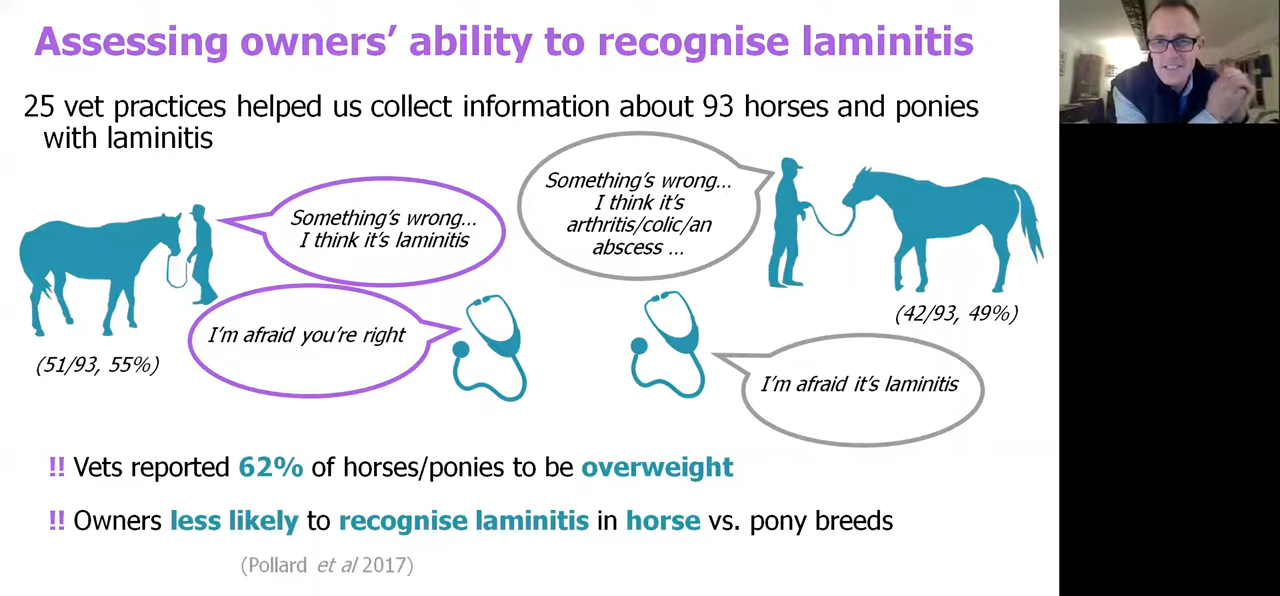 Assessing owners’ ability to recognise laminitis
25 vet practices helped us collect information about 93 horses and ponies
with laminitis
Something’s wrong…
I think it’s laminitis
I’m afraid you’re right
(51/93, 55%)
Something’s wrong…
I think it’s
arthritis/colic/an
abscess …
(42/93, 49%)
I’m afraid it’s laminitis
!! Vets reported 62% of horses/ponies to be overweight
!! Owners less likely to recognise laminitis in horse vs. pony breeds
(Pollard et al 2017)